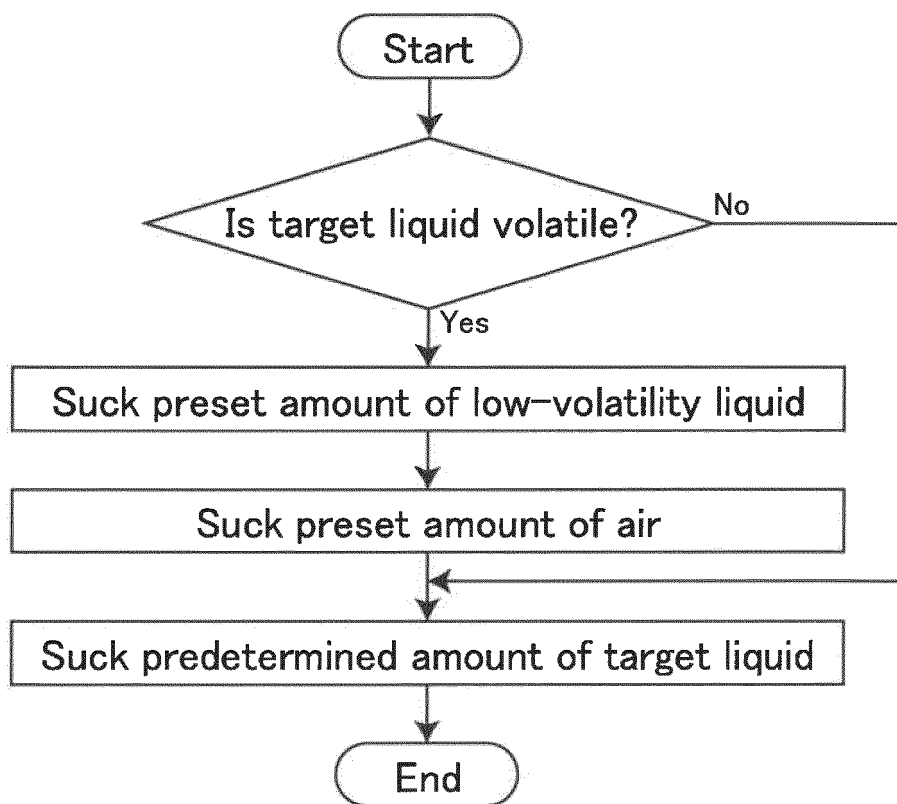 Start
Is target liquid volatile?
No
Yes
Suck preset amount of low-volatility liquid
Suck preset amount of air
Suck predetermined amount of target liquid
End